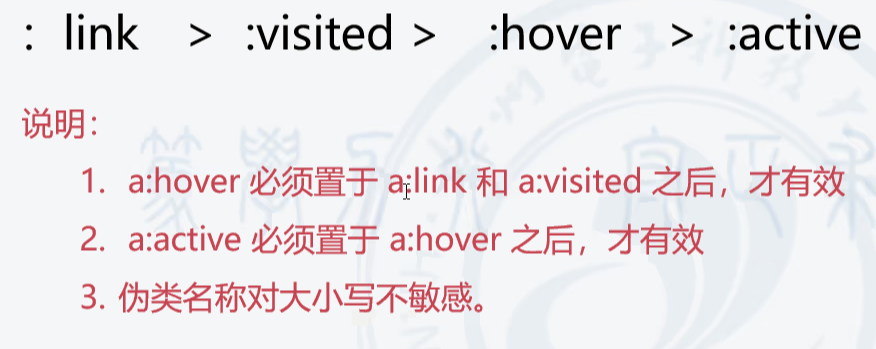 : link > :visited > :hover > :active
说明：
1. a:hover 必须置于 a:link 和 a:visited 之后，才有效
2. a:active 必须置于 a:hover 之后，才有效
3. 伪类名称对大小写不敏感。